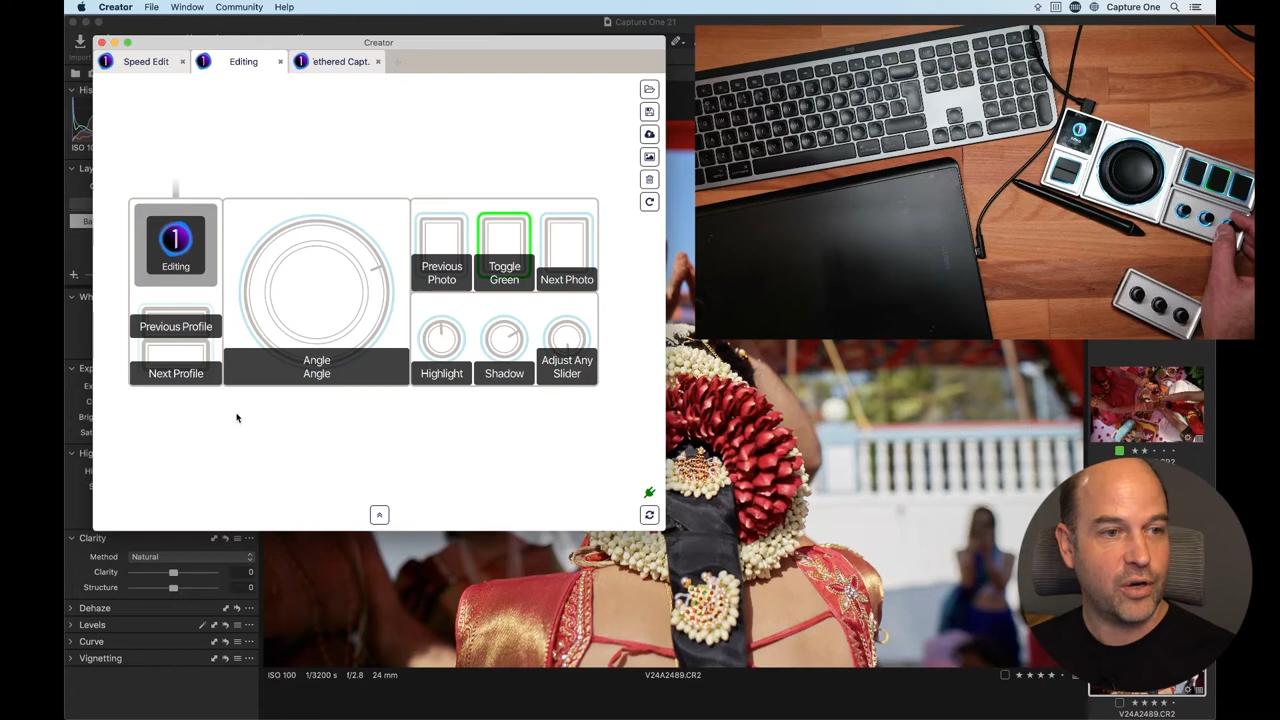 Creator File Window Community Help
Capture One
Capture One 21
Creator
Speed Edit
Editing
ethered Capt.
Import
ISO 10
Editing
Previous Profile
Next Profile
Angle
Angle
Previous
Photo
Toggle
Green
Next Photo
Highlight
Shadow
Adjust Any
Slider
Clarity
Method Natural
Clarity 0
Structure 0
Dehaze
Levels
Curve
Vignetting
ISO 100 1/3200 s f/2.8 24 mm
V24A2489.CR2
V24A2489.CR2